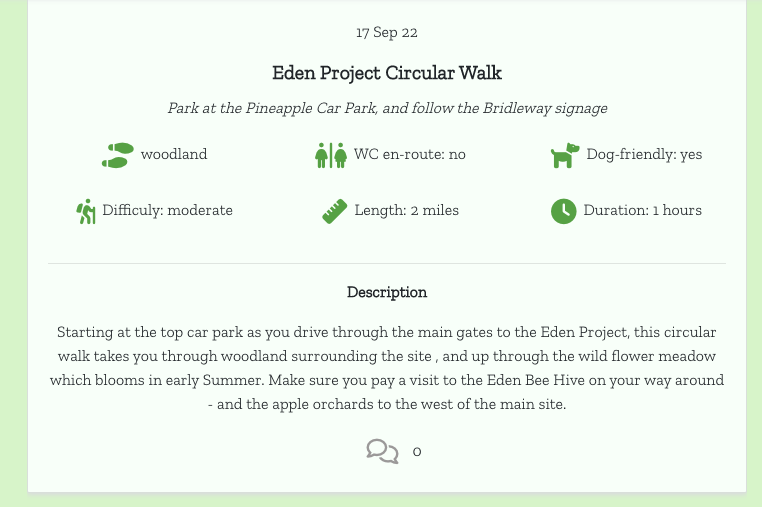 17 Sep 22
Eden Project Circular Walk
Park at the Pineapple Car Park, and follow the Bridleway signage
woodland
WC en-route: no
Dog-friendly: yes
Difficuly: moderate
Length: 2 miles
Duration: 1 hours
Description
Starting at the top car park as you drive through the main gates to the Eden Project, this circular
walk takes you through woodland surrounding the site , and up through the wild flower meadow
which blooms in early Summer. Make sure you pay a visit to the Eden Bee Hive on your way around
- and the apple orchards to the west of the main site.
0